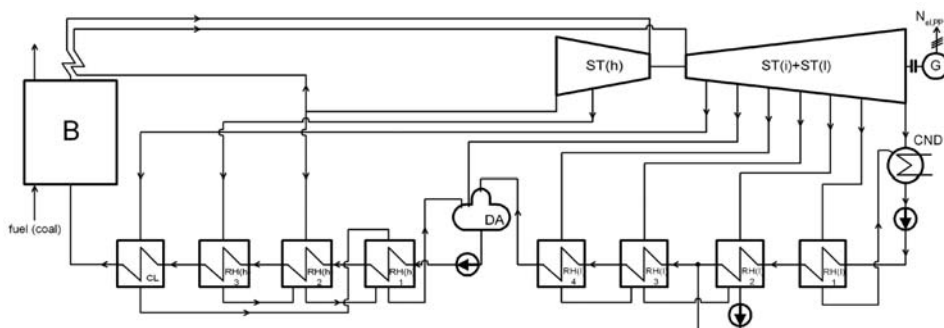 N el,PP
ST(h)
ST(i)+ST(l)
G
B
CND
fuel (coal)
DA
CL
RH(h)
3
RH(h)
2
RH(h)
1
RH(l)
4
RH(l)
3
RH(l)
2
RH(l)
1